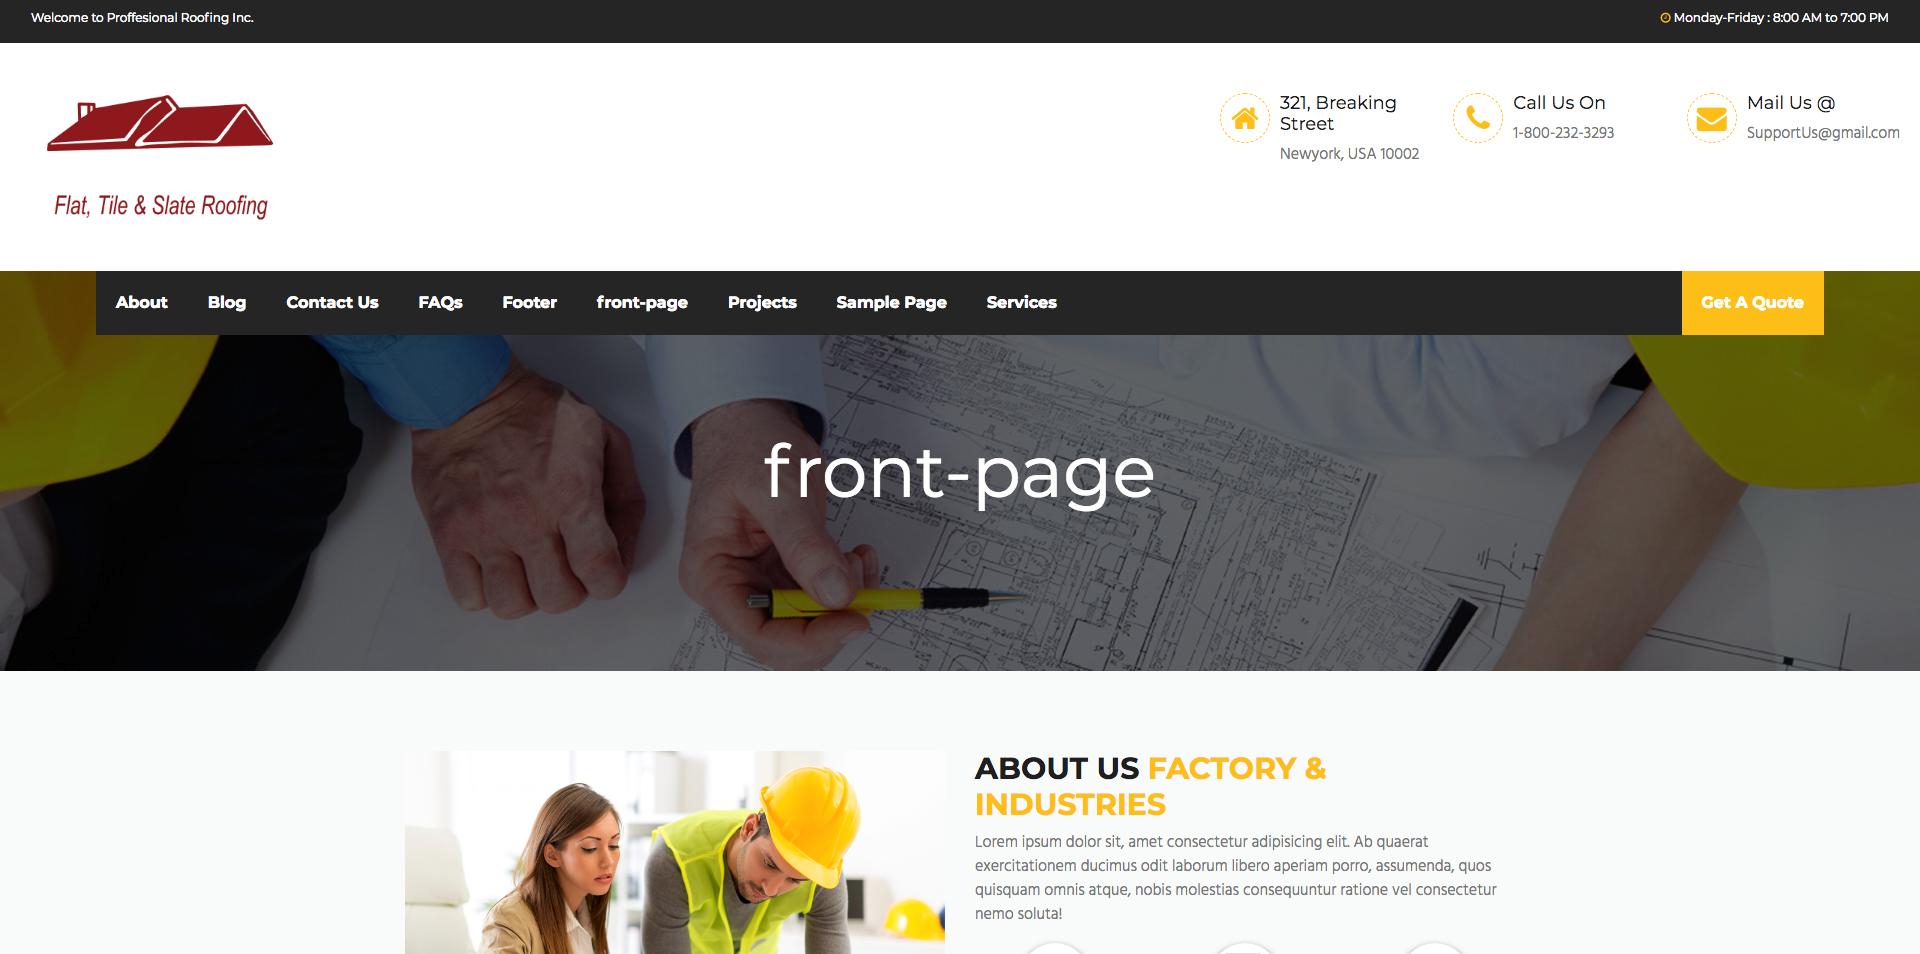 Welcome to Proffesional Roofing Inc.
Monday-Friday : 8:00 AM to 7:00 PM
Flat, Tile & Slate Roofing
321, Breaking
Street
Newyork, USA 10002
Call Us On
1-800-232-3293
Mail Us @
SupportUs@gmail.com
About Blog Contact Us FAQs Footer front-page Projects Sample Page Services Get A Quote
front-page
ABOUT US FACTORY &
INDUSTRIES
Lorem ipsum dolor sit, amet consectetur adipisicing elit. Ab quaerat
exercitationem ducimus odit laborum libero aperiam porro, assumenda, quos
quisquam omnis atque, nobis molestias consequuntur ratione vel consectetur
nemo soluta!